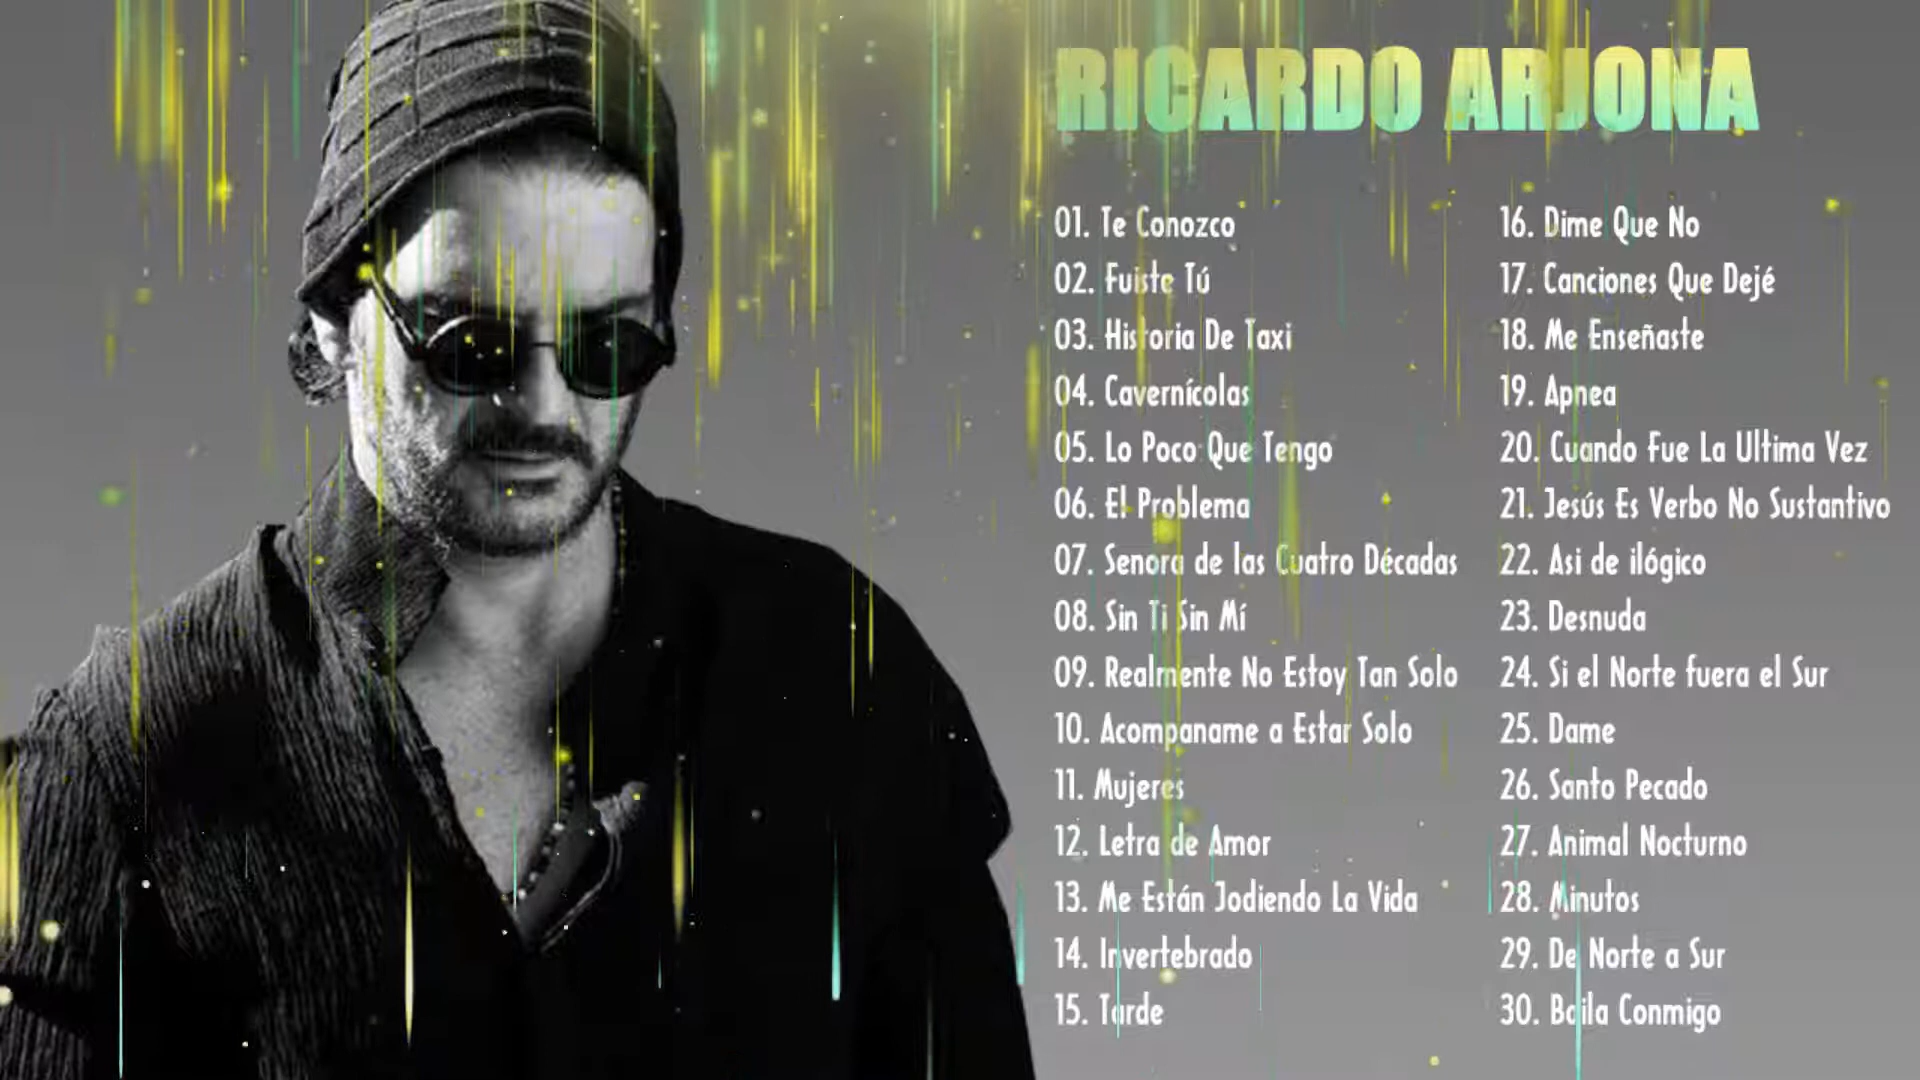 RICARDO ARJONA
01. Te Conozco
02. Fuiste Tú
03. Historia De Taxi
04. Cavernícolas
05. Lo Poco Que Tengo
06. El Problema
07. Senora de las Cuatro Décadas
08. Sin Ti Sin Mí
09. Realmente No Estoy Tan Solo
10. Acompaname a Estar Solo
11. Mujeres
12. Letra de Amor
13. Me Están Jodiendo La Vida
14. Invertebrado
15. Tarde
16. Dime Que No
17. Canciones Que Dejé
18. Me Enseñaste
19. Apnea
20. Cuando Fue La Ultima Vez
21. Jesús Es Verbo No Sustantivo
22. Asi de ilógico
23. Desnuda
24. Si el Norte fuera el Sur
25. Dame
26. Santo Pecado
27. Animal Nocturno
28. Minutos
29. De Norte a Sur
30. Baila Conmigo